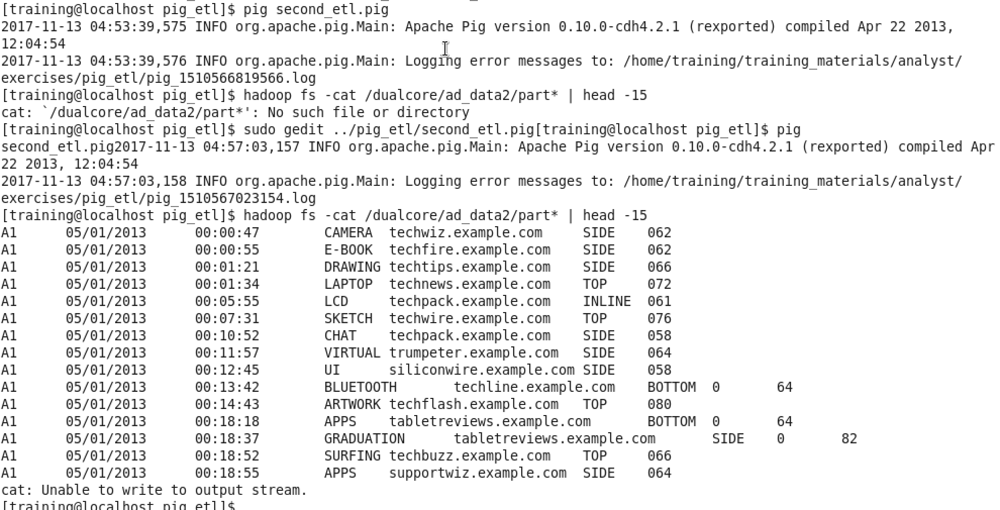 [training@localhost pig_etl]$ pig second_etl.pig
2017-11-13 04:53:39,575 INFO org.apache.pig.Main: Apache Pig version 0.10.0-cdh4.2.1 (rexported) compiled Apr 22 2013,
12:04:54
2017-11-13 04:53:39,576 INFO org.apache.pig.Main: Logging error messages to: /home/training/training_materials/analyst/
exercises/pig_etl/pig_1510566819566.log
[training@localhost pig_etl]$ hadoop fs -cat /dualcore/ad_data2/part* | head -15
cat: `/dualcore/ad_data2/part*': No such file or directory
[training@localhost pig_etl]$ sudo gedit ../pig_etl/second_etl.pig[training@localhost pig_etl]$ pig
second_etl.pig2017-11-13 04:57:03,157 INFO org.apache.pig.Main: Apache Pig version 0.10.0-cdh4.2.1 (rexported) compiled Apr
22 2013, 12:04:54
2017-11-13 04:57:03,158 INFO org.apache.pig.Main: Logging error messages to: /home/training/training_materials/analyst/
exercises/pig_etl/pig_1510567023154.log
[training@localhost pig_etl]$ hadoop fs -cat /dualcore/ad_data2/part* | head -15
A1 05/01/2013 00:00:47 CAMERA techwiz.example.com SIDE 062
A1 05/01/2013 00:00:55 E-BOOK techfire.example.com SIDE 062
A1 05/01/2013 00:01:21 DRAWING techtips.example.com SIDE 066
A1 05/01/2013 00:01:34 LAPTOP technews.example.com TOP 072
A1 05/01/2013 00:05:55 LCD techpack.example.com INLINE 061
A1 05/01/2013 00:07:31 SKETCH techwire.example.com TOP 076
A1 05/01/2013 00:10:52 CHAT techpack.example.com SIDE 058
A1 05/01/2013 00:11:57 VIRTUAL trumpeter.example.com SIDE 064
A1 05/01/2013 00:12:45 UI siliconwire.example.com SIDE 058
A1 05/01/2013 00:13:42 BLUETOOTH techline.example.com BOTTOM 0 64
A1 05/01/2013 00:14:43 ARTWORK techflash.example.com TOP 080
A1 05/01/2013 00:18:18 APPS tabletreviews.example.com BOTTOM 0 64
A1 05/01/2013 00:18:37 GRADUATION tabletreviews.example.com SIDE 0 82
A1 05/01/2013 00:18:52 SURFING techbuzz.example.com TOP 066
A1 05/01/2013 00:18:55 APPS supportwiz.example.com SIDE 064
cat: Unable to write to output stream.
[training@localhost pig_etl]$